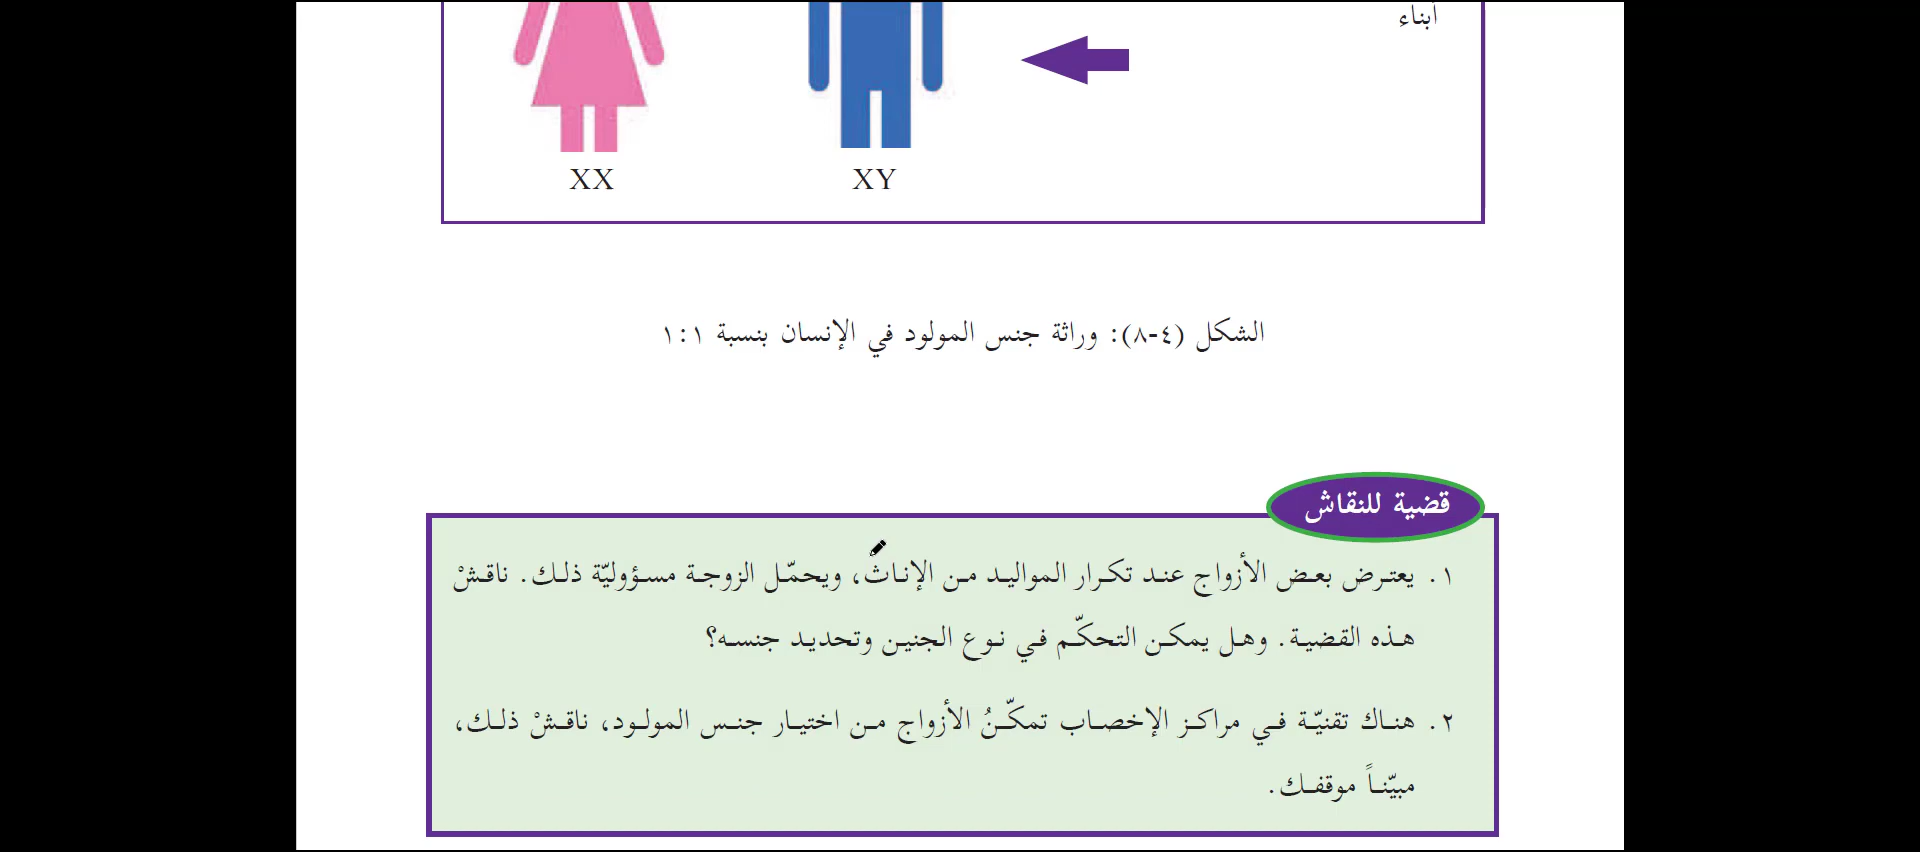 أبناء
XX XY
الشكل (٤-٨): وراثة جنس المولود في الإنسان بنسبة ١:١
قضية للنقاش
١. يعترض بعض الأزواج عند تكرار المواليد من الإناث، ويحمّل الزوجة مسؤوليّة ذلك. ناقشْ
هذه القضية. وهل يمكن التحكّم في نوع الجنين وتحديد جنسه؟
٢. هناك تقنيّة في مراكز الإخصاب تمكّنُ الأزواج من اختيار جنس المولود، ناقشْ ذلك،
مبيّناً موقفك.